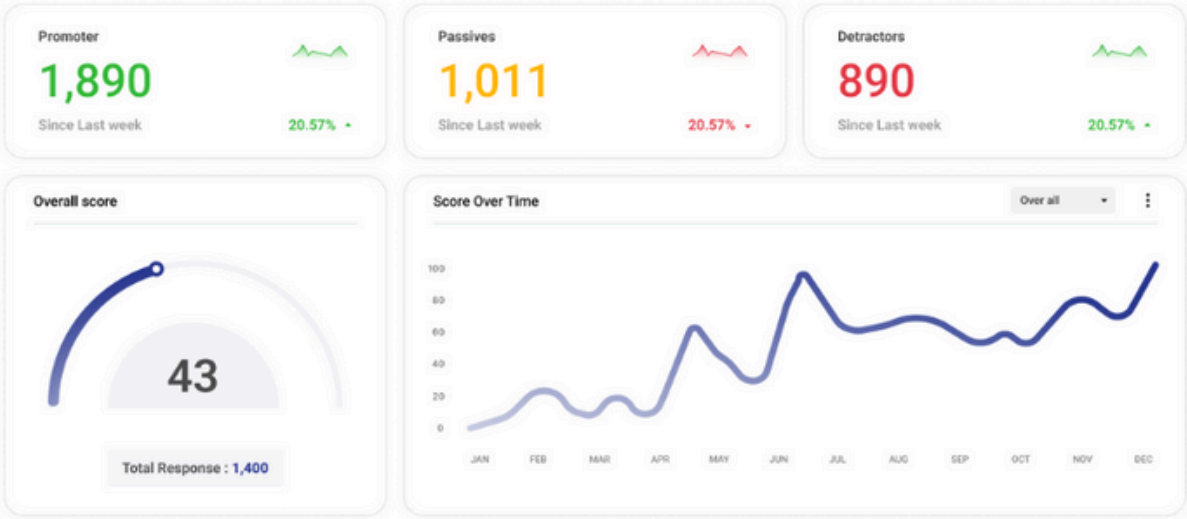 Promoter
1,890
Since Last week 20.57%
Passives
1,011
Since Last week 20.57%
Detractors
890
Since Last week 20.57%
Overall score
43
Total Response : 1,400
Score Over Time
Over all
100
80
60
40
20
0
JAN FEB MAR APR MAY JUN JUL AUG SEP OCT NOV DEC